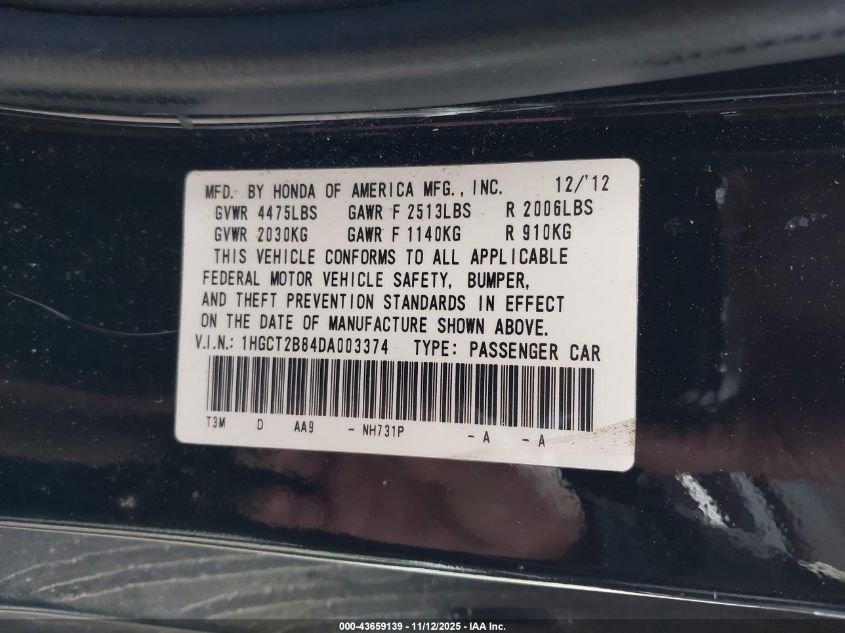 MFD. BY HONDA OF AMERICA MFG., INC. 12/'12
GVWR 4475LBS GAWR F 2513LBS R 2006LBS
GVWR 2030KG GAWR F 1140KG R 910KG
THIS VEHICLE CONFORMS TO ALL APPLICABLE
FEDERAL MOTOR VEHICLE SAFETY, BUMPER,
AND THEFT PREVENTION STANDARDS IN EFFECT
ON THE DATE OF MANUFACTURE SHOWN ABOVE.
V.I.N.: 1HGCT2B84DA003374 TYPE: PASSENGER CAR
T3M D AA9 - NH731P - A - A
000-43659139 - 11/12/2025 - IAA Inc.